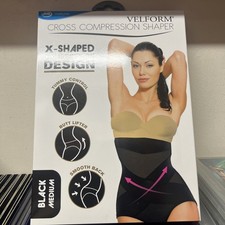 VELFORM®
CROSS COMPRESSION SHAPER
X-SHAPED
DESIGN
TUMMY CONTROL
BUTT LIFTER
SMOOTH BACK
BLACK
MEDIUM